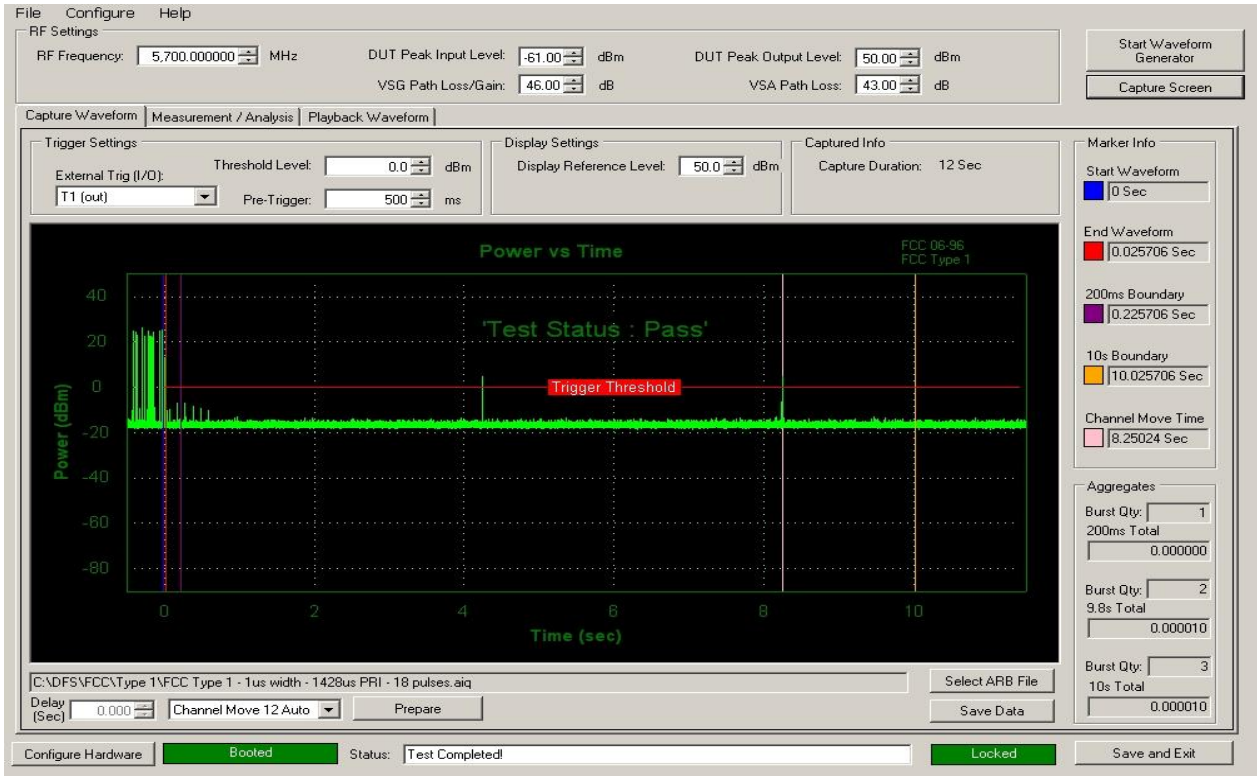 File Configure Help
RF Settings
RF Frequency: 5,700.000000 MHz
DUT Peak Input Level: -61.00 dBm
DUT Peak Output Level: 50.00 dBm
VSG Path Loss/Gain: 46.00 dB
VSA Path Loss: 43.00 dB
Start Waveform
Generator
Capture Screen
Capture Waveform Measurement / Analysis Playback Waveform
Trigger Settings
External Trig (I/O):
T1 (out)
Threshold Level: 0.0 dBm
Pre-Trigger: 500 ms
Display Settings
Display Reference Level: 50.0 dBm
Captured Info
Capture Duration: 12 Sec
Marker Info
Start Waveform
0 Sec
End Waveform
0.025706 Sec
200ms Boundary
0.225706 Sec
10s Boundary
10.025706 Sec
Channel Move Time
8.25024 Sec
Power vs Time
FCC 06-96
FCC Type 1
'Test Status : Pass'
Trigger Threshold
Power (dBm)
40
20
0
-20
-40
-60
-80
0 2 4 6 8 10
Time (sec)
Aggregates
Burst Qty: 1
200ms Total
0.000000
Burst Qty: 2
9.8s Total
0.000010
Burst Qty: 3
10s Total
0.000010
C:\DFS\FCC\Type 1\FCC Type 1 - 1us width - 1428us PRI - 18 pulses.aiq
Select ARB File
Delay
(Sec) 0.000
Channel Move 12 Auto
Prepare
Save Data
Configure Hardware
Booted
Status: Test Completed!
Locked
Save and Exit